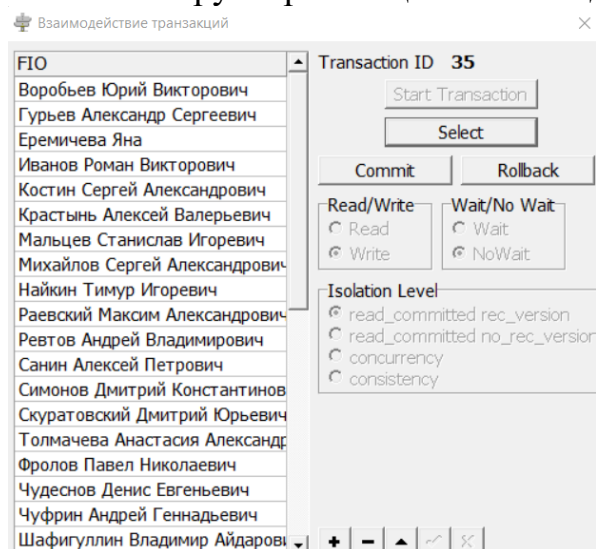 Взаимодействие транзакций
FIO
Воробьев Юрий Викторович
Гурьев Александр Сергеевич
Еремичева Яна
Иванов Роман Викторович
Костин Сергей Александрович
Крастынь Алексей Валерьевич
Мальцев Станислав Игоревич
Михайлов Сергей Александрович
Найкин Тимур Игоревич
Раевский Максим Александрович
Ревтов Андрей Владимирович
Санин Алексей Петрович
Симонов Дмитрий Константинов
Скуратовский Дмитрий Юрьевич
Толмачева Анастасия Александр
Фролов Павел Николаевич
Чудеснов Денис Евгеньевич
Чуфрин Андрей Геннадьевич
Шафигуллин Владимир Айдарови
Transaction ID 35
Start Transaction
Select
Commit Rollback
Read/Write Wait/No Wait
Read Wait
Write NoWait
Isolation Level
read_committed rec_version
read_committed no_rec_version
concurrency
consistency